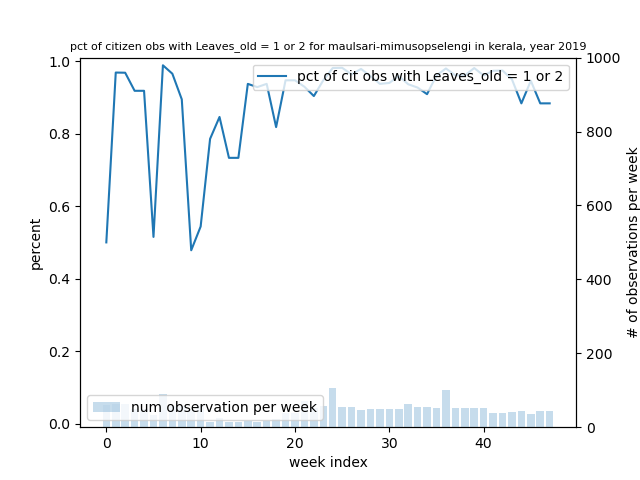 pct of citizen obs with Leaves_old = 1 or 2 for maulsari-mimusopselengi in kerala, year 2019
pct of cit obs with Leaves_old = 1 or 2
num observation per week
percent
1.0
0.8
0.6
0.4
0.2
0.0
1000
800
600
400
200
0
# of observations per week
0 10 20 30 40
week index